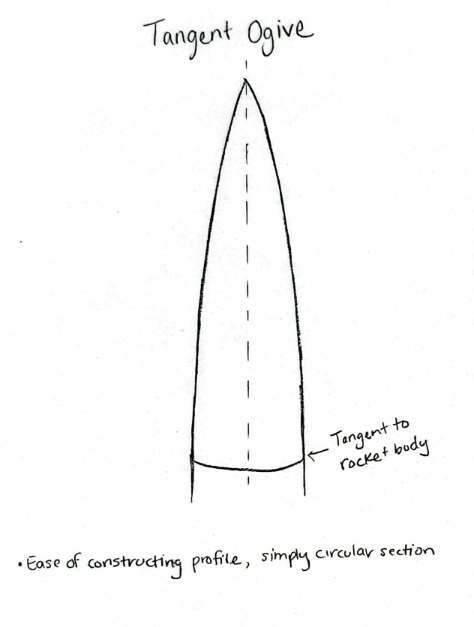 Tangent Ogive
Tangent to
rocket body
• Ease of constructing profile, simply circular section